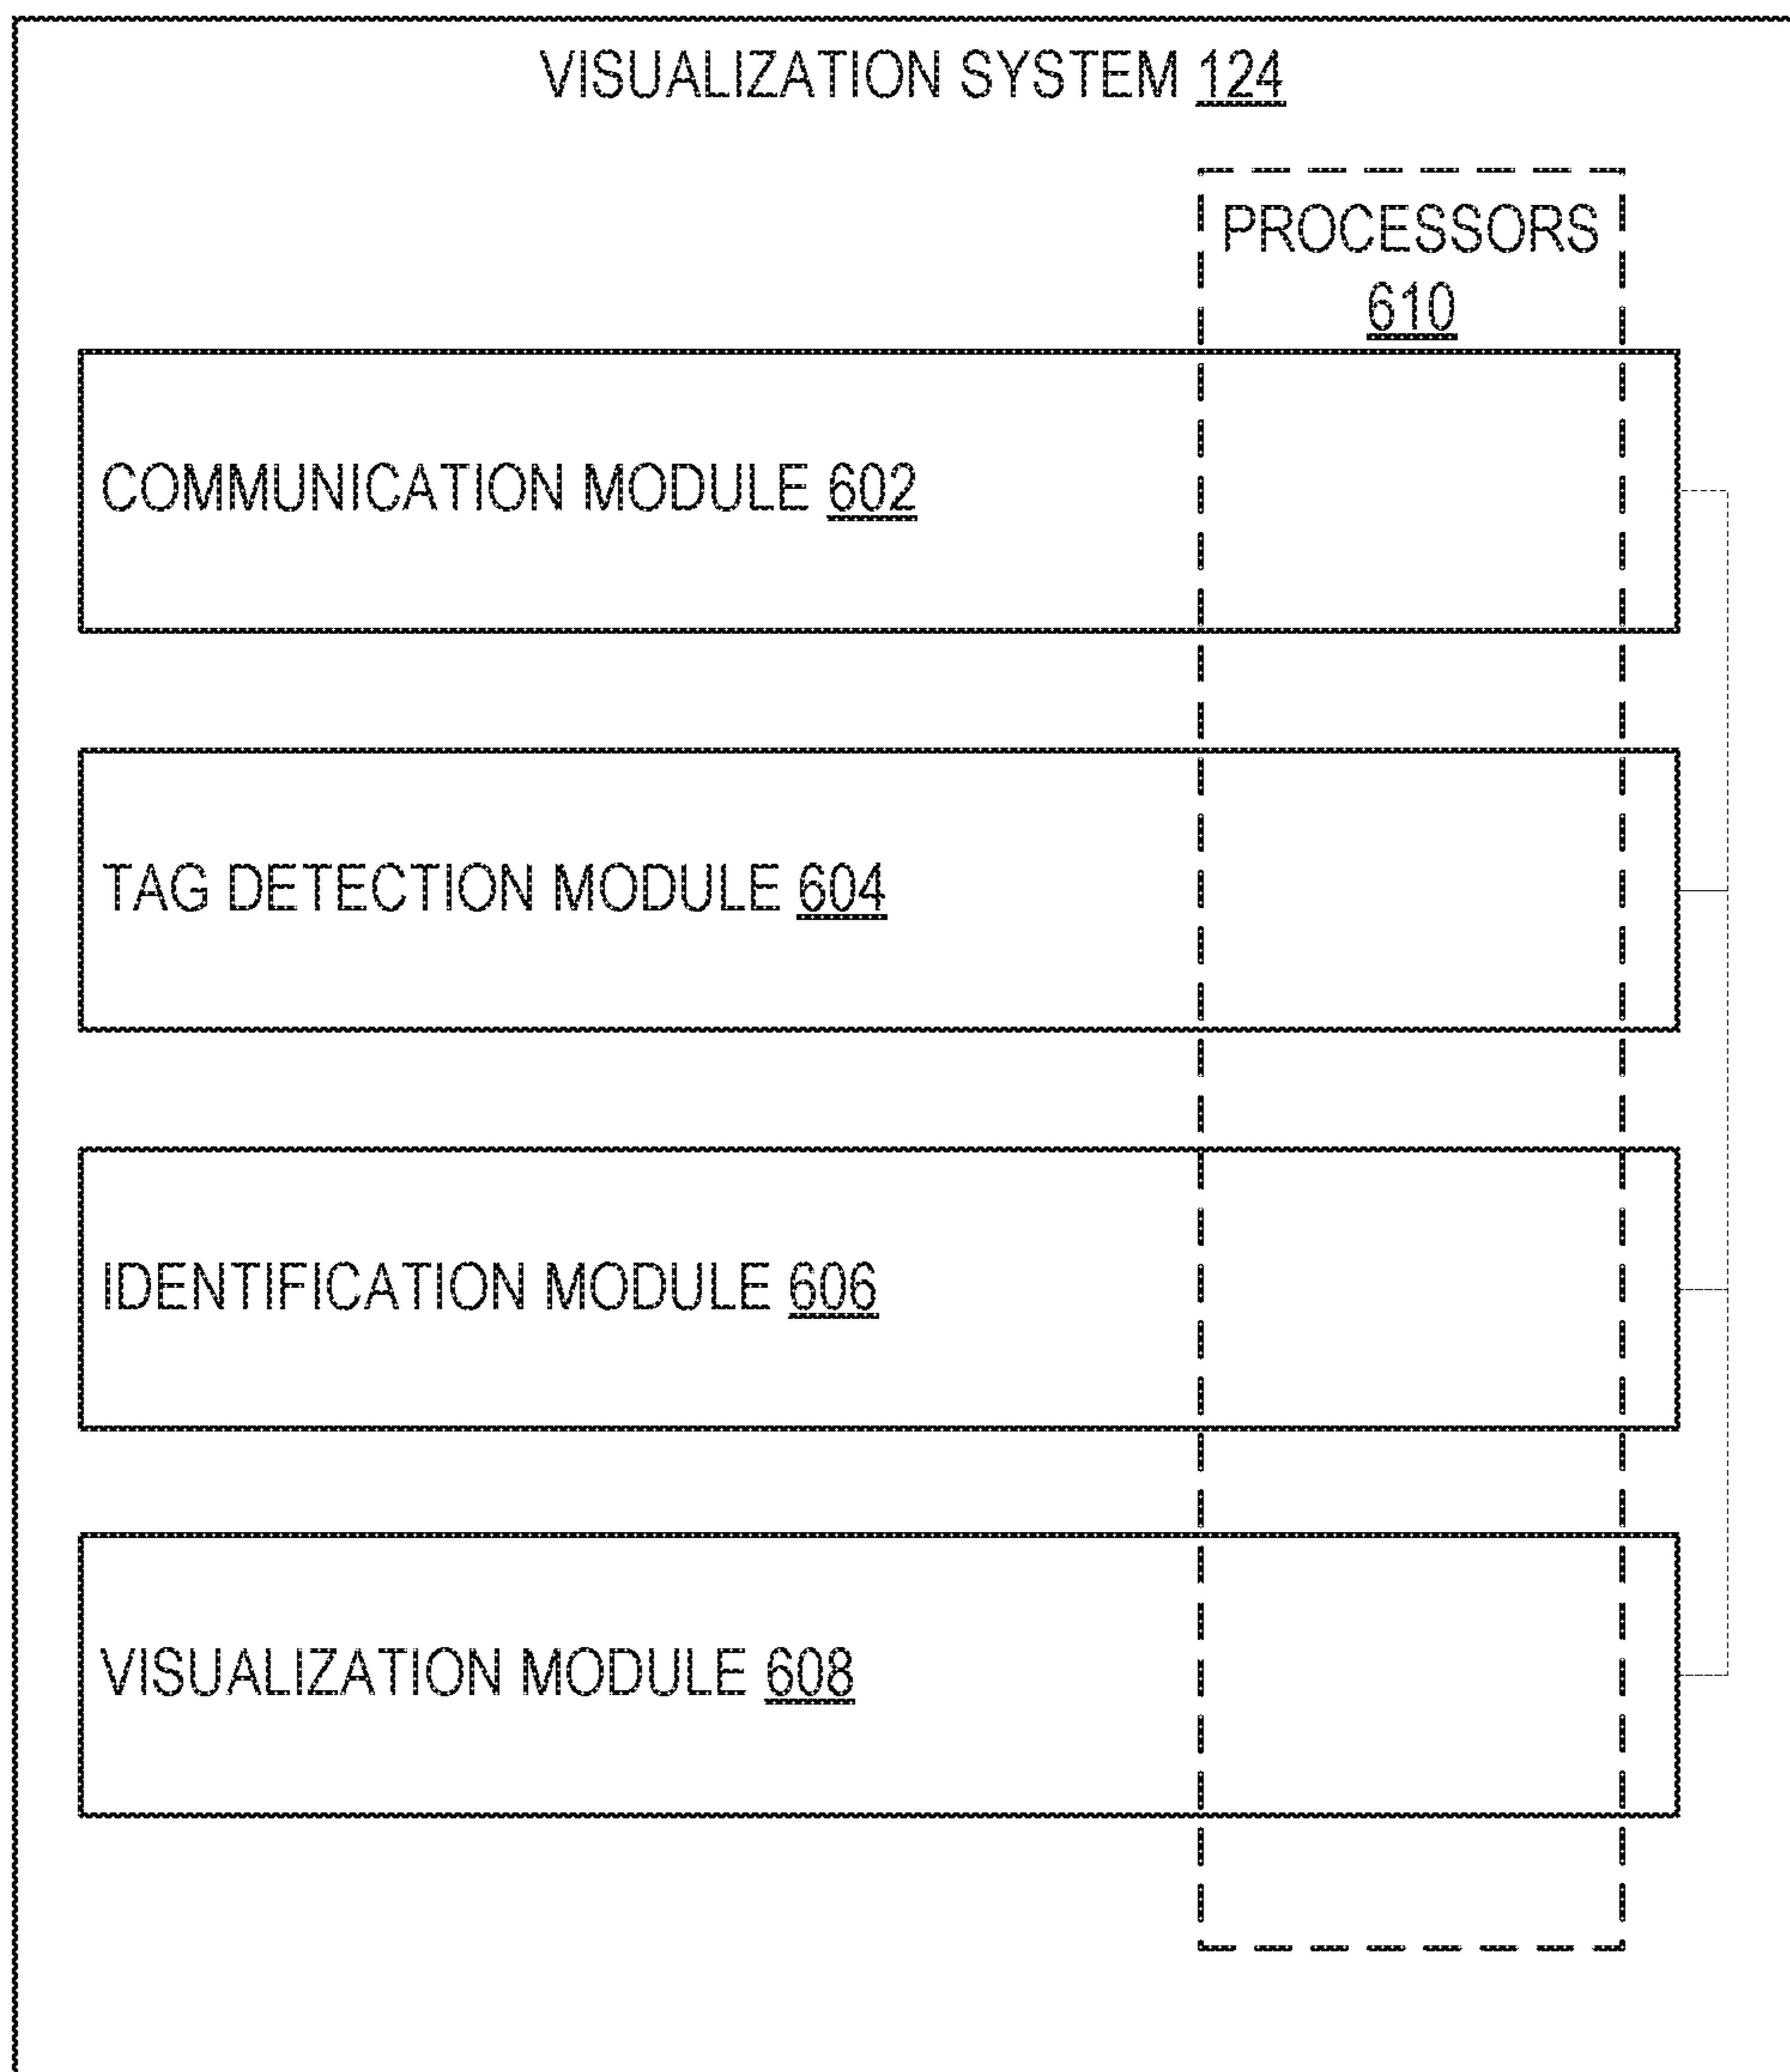 VISUALIZATION SYSTEM 124
PROCESSORS
610
COMMUNICATION MODULE 602
TAG DETECTION MODULE 604
IDENTIFICATION MODULE 606
VISUALIZATION MODULE 608